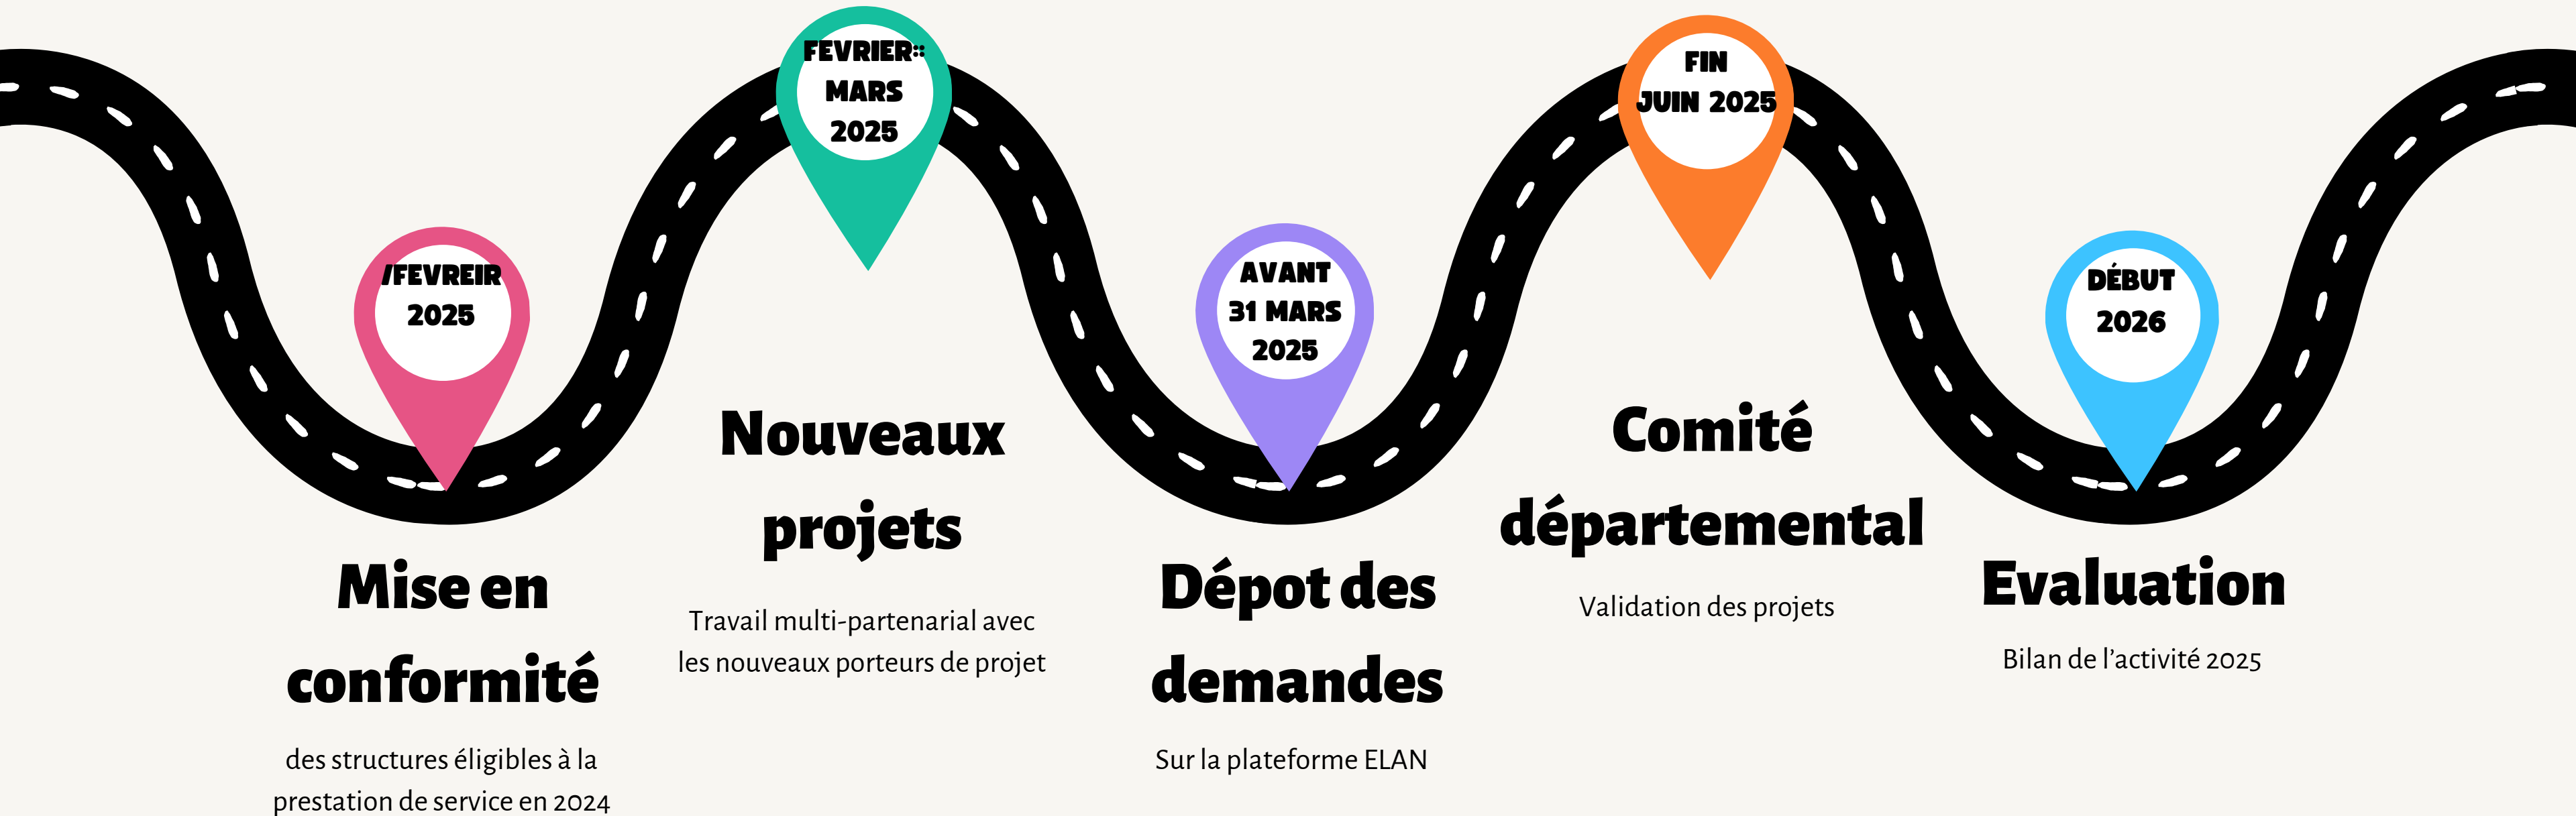 /FEVREIR
2025
Mise en
conformité
des structures éligibles à la
prestation de service en 2024
FEVRIER::
MARS
2025
Nouveaux
projets
Travail multi-partenarial avec
les nouveaux porteurs de projet
AVANT
31 MARS
2025
Dépot des
demandes
Sur la plateforme ELAN
FIN
JUIN 2025
Comité
départemental
Validation des projets
DÉBUT
2026
Evaluation
Bilan de l'activité 2025